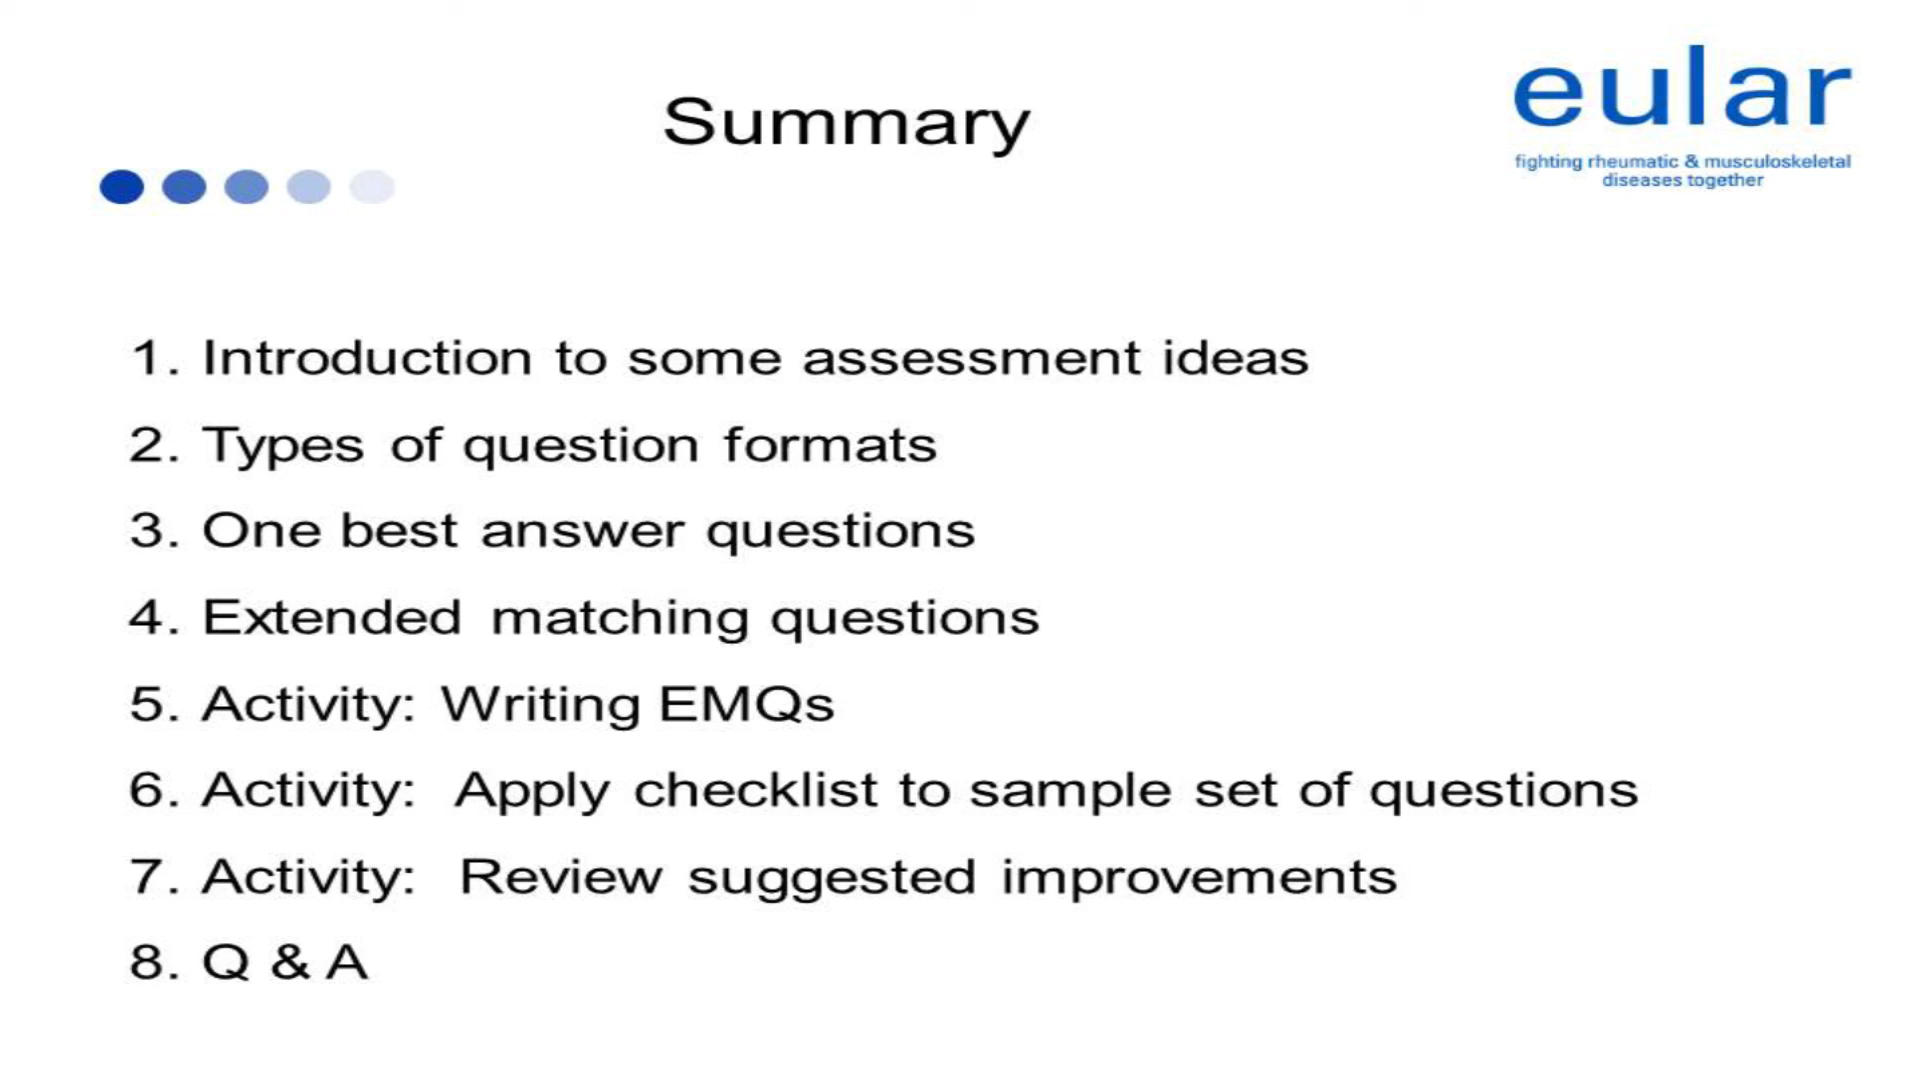 Summary
eular
fighting rheumatic & musculoskeletal
diseases together
1. Introduction to some assessment ideas
2. Types of question formats
3. One best answer questions
4. Extended matching questions
5. Activity: Writing EMQs
6. Activity: Apply checklist to sample set of questions
7. Activity: Review suggested improvements
8. Q & A